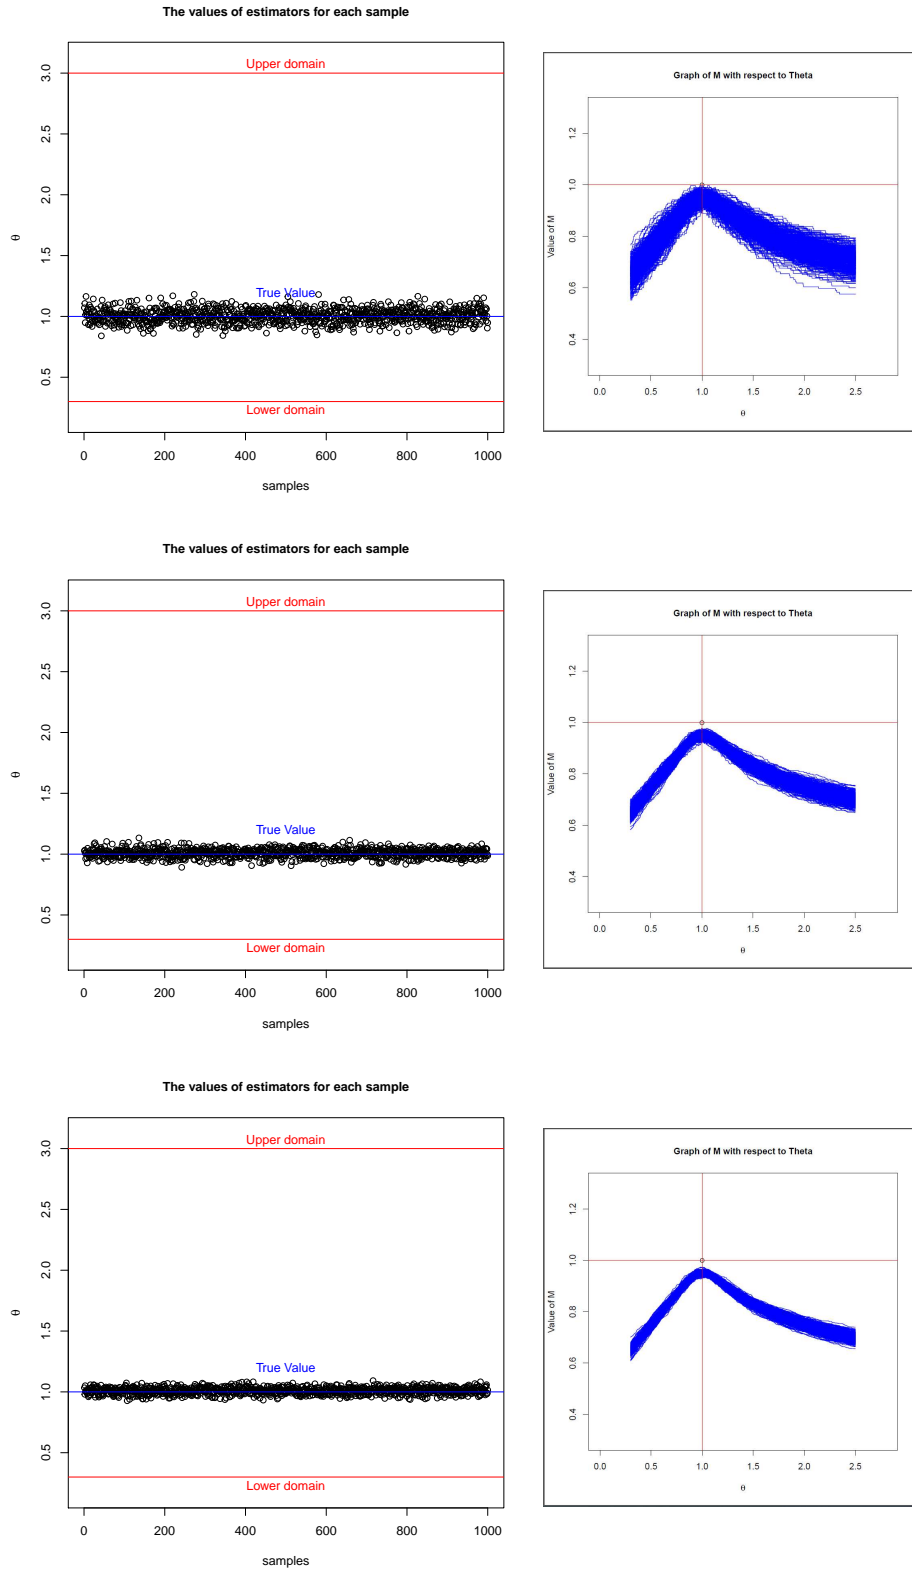 The values of estimators for each sample
Upper domain
True Value
Lower domain
0.5 1.0 1.5 2.0 2.5 3.0
θ
0 200 400 600 800 1000
samples
Graph of M with respect to Theta
0.4 0.6 0.8 1.0 1.2
Value of M
0.0 0.5 1.0 1.5 2.0 2.5
θ
The values of estimators for each sample
Upper domain
True Value
Lower domain
0.5 1.0 1.5 2.0 2.5 3.0
θ
0 200 400 600 800 1000
samples
Graph of M with respect to Theta
0.4 0.6 0.8 1.0 1.2
Value of M
0.0 0.5 1.0 1.5 2.0 2.5
θ
The values of estimators for each sample
Upper domain
True Value
Lower domain
0.5 1.0 1.5 2.0 2.5 3.0
θ
0 200 400 600 800 1000
samples
Graph of M with respect to Theta
0.4 0.6 0.8 1.0 1.2
Value of M
0.0 0.5 1.0 1.5 2.0 2.5
θ